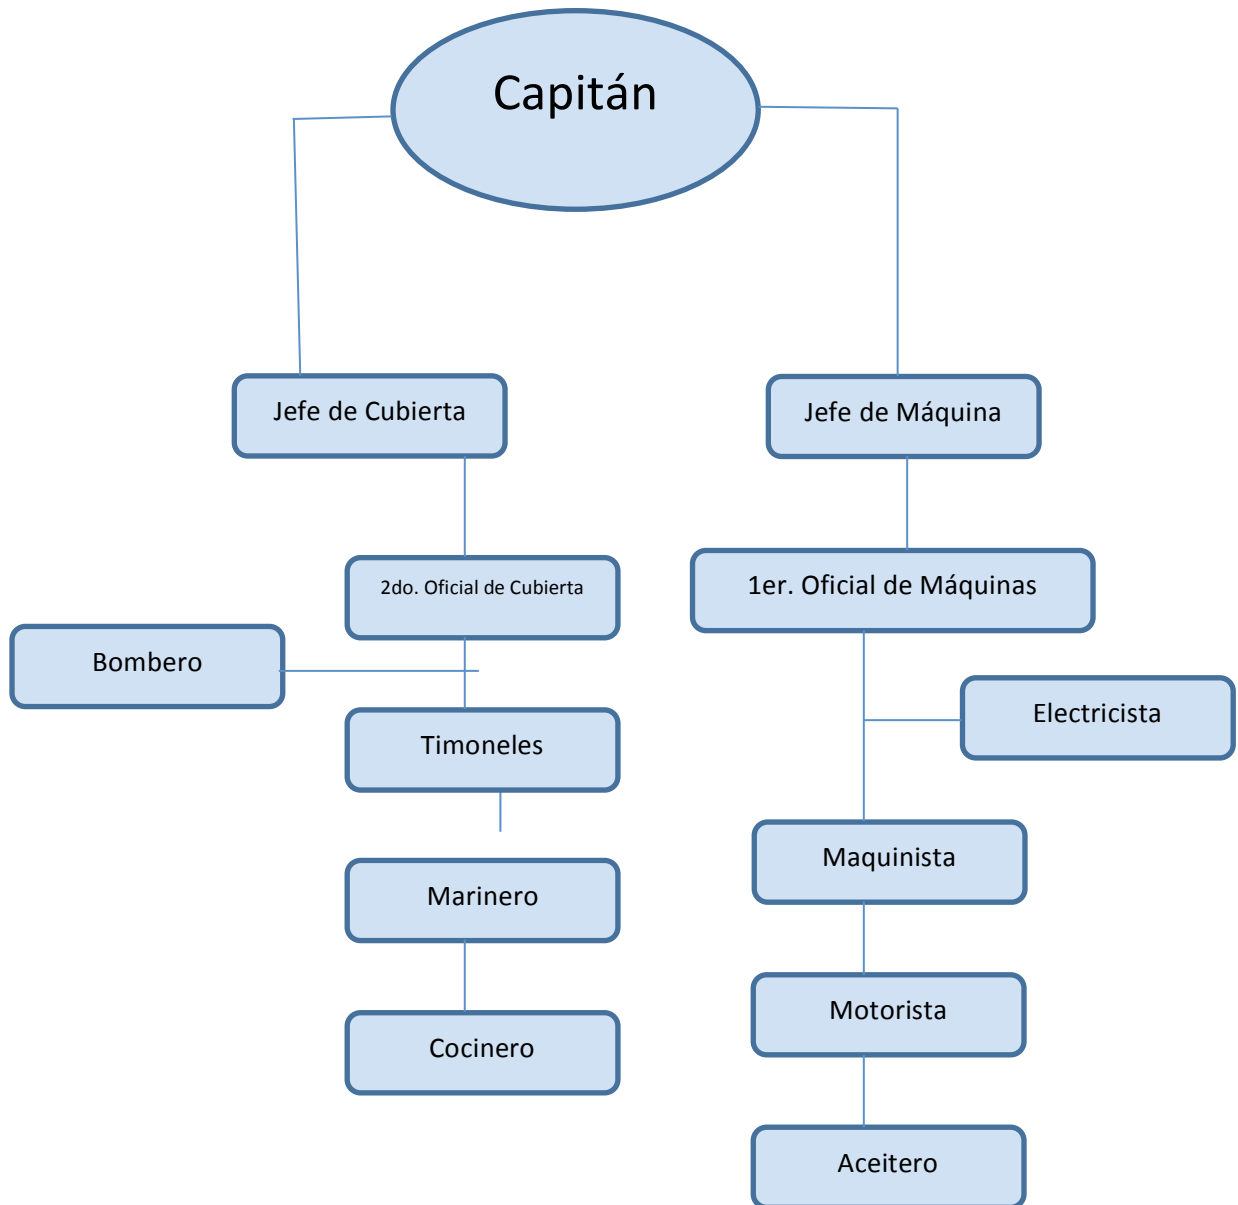 Capitán
Jefe de Cubierta
Jefe de Máquina
2do. Oficial de Cubierta
1er. Oficial de Máquinas
Bombero
Electricista
Timoneles
Maquinista
Marinero
Motorista
Cocinero
Aceitero